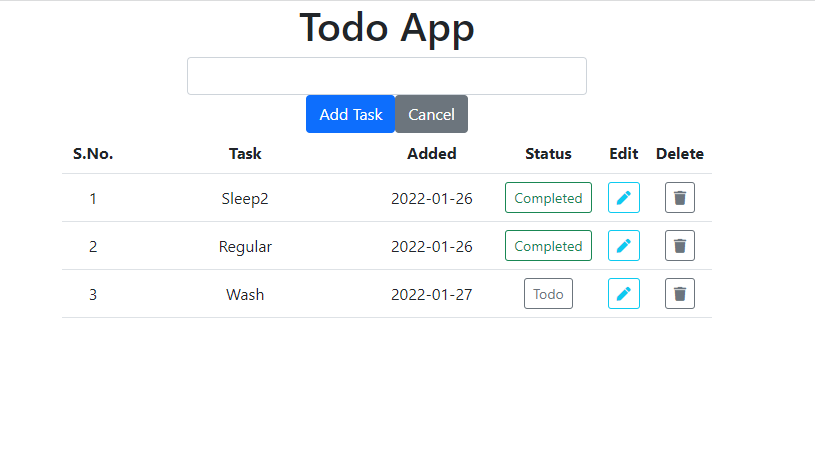 Todo App
Add Task Cancel
S.No. Task Added Status Edit Delete
1 Sleep2 2022-01-26 Completed
2 Regular 2022-01-26 Completed
3 Wash 2022-01-27 Todo